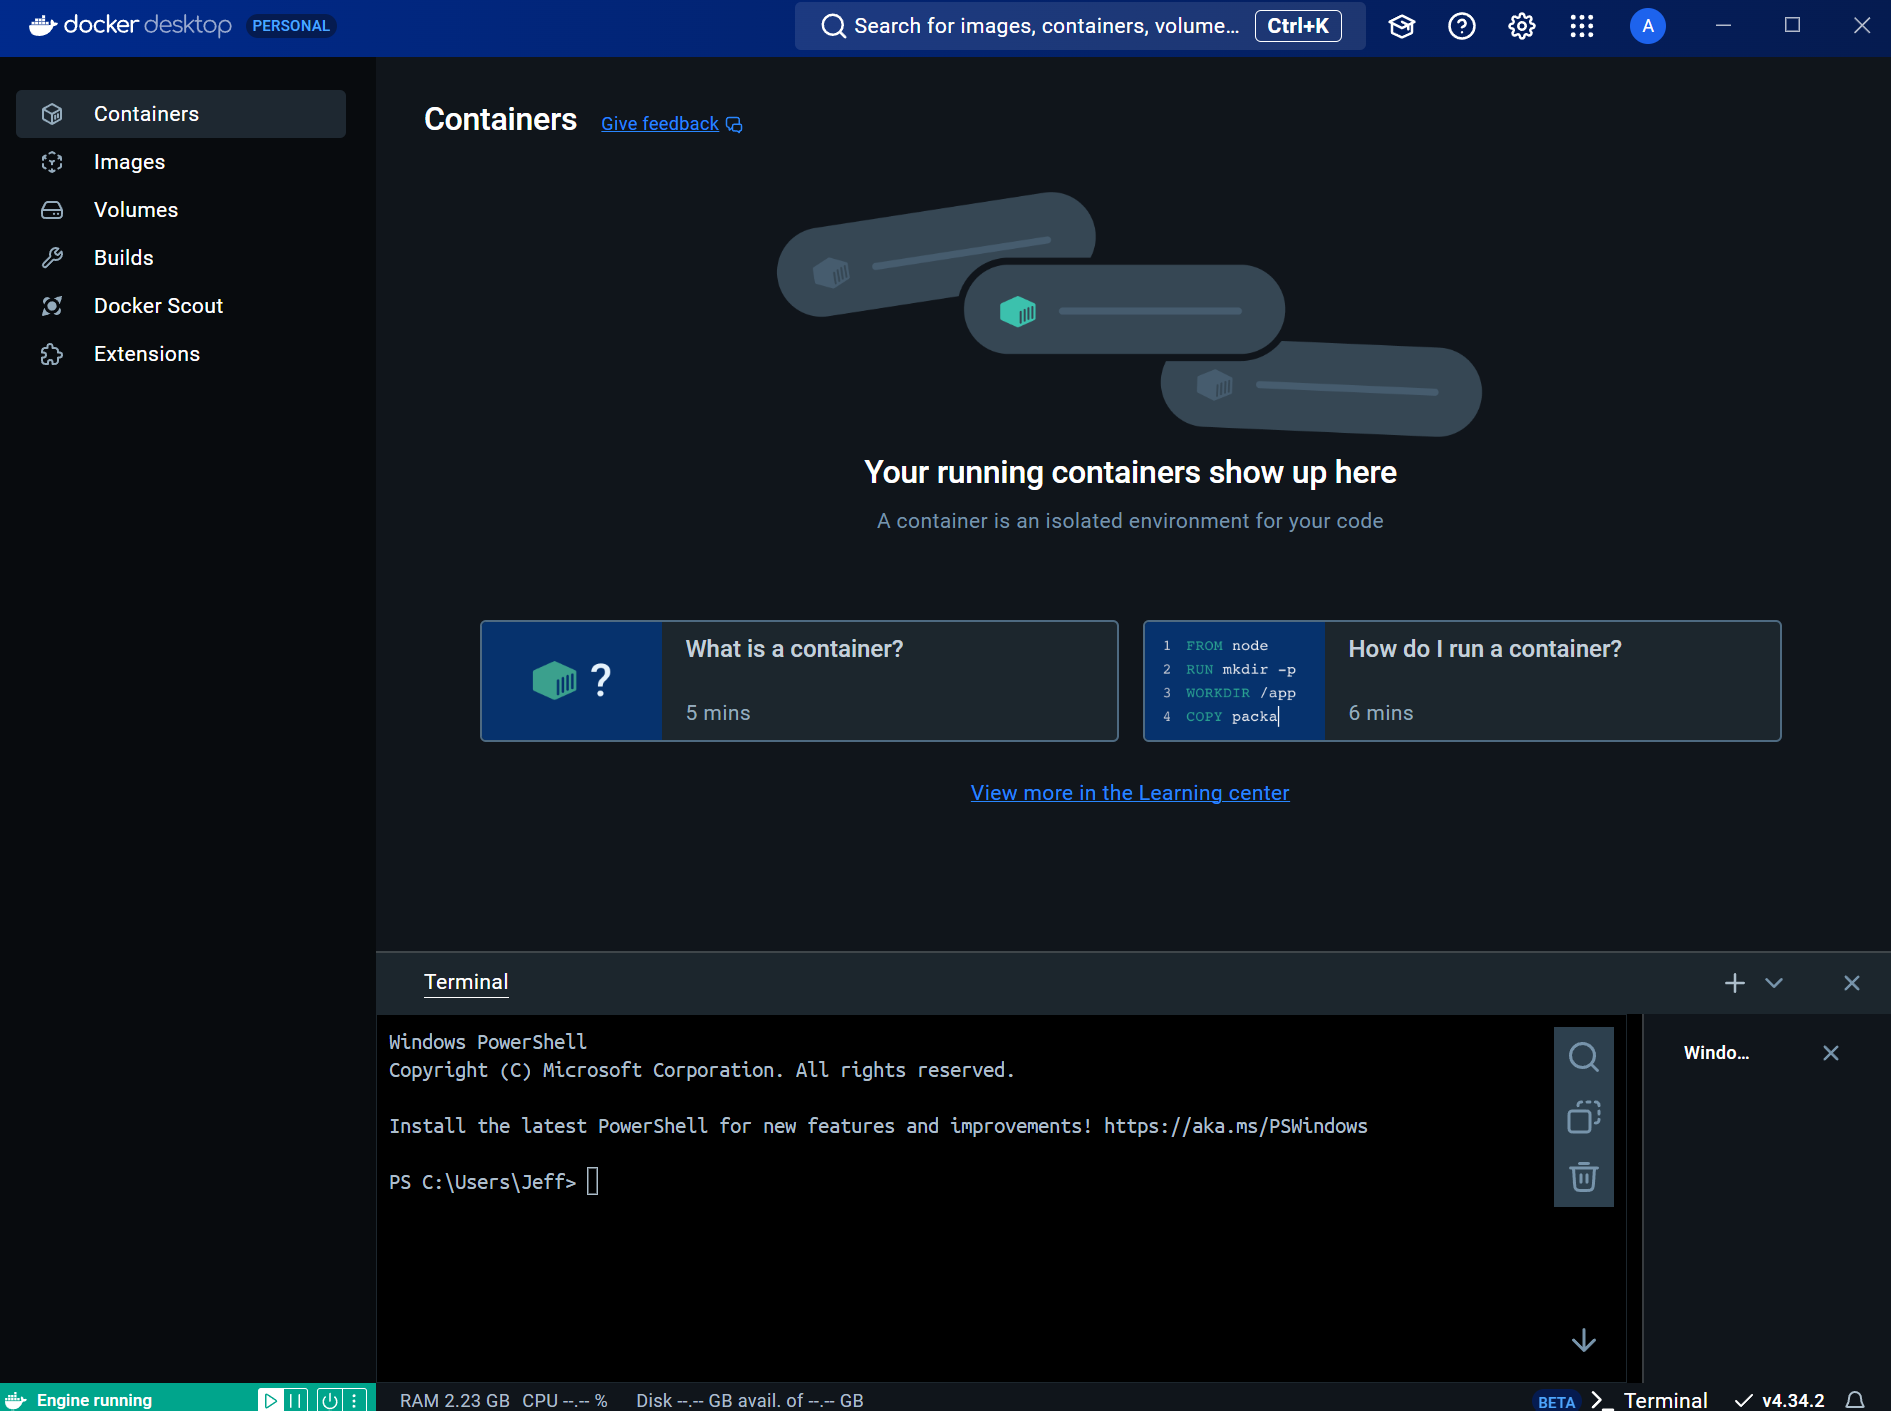 docker desktop PERSONAL
Search for images, containers, volume... Ctrl+K
A
Containers
Images
Volumes
Builds
Docker Scout
Extensions
Containers Give feedback
Your running containers show up here
A container is an isolated environment for your code
?
What is a container?
5 mins
1 FROM node
2 RUN mkdir -p
3 WORKDIR /app
4 COPY packa
How do I run a container?
6 mins
View more in the Learning center
Terminal
Windows PowerShell
Copyright (C) Microsoft Corporation. All rights reserved.
Install the latest PowerShell for new features and improvements! https://aka.ms/PSWindows
PS C:\Users\Jeff>
Windo...
Engine running
RAM 2.23 GB CPU --.-- % Disk --.-- GB avail. of --.-- GB
BETA >_ Terminal v4.34.2